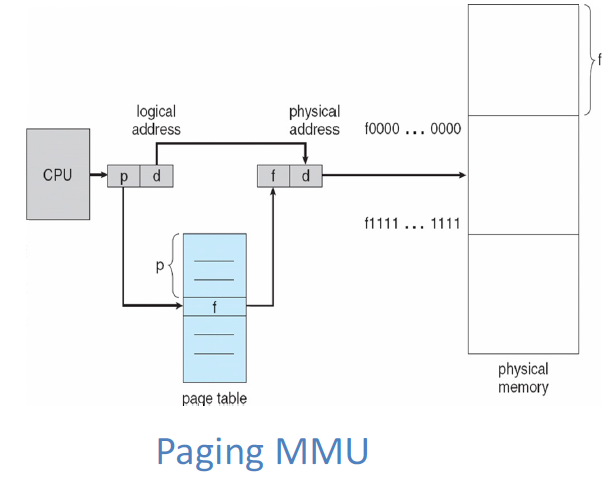 logical
address
physical
address
f0000 ... 0000
f
CPU
p
d
f
d
f1111 ... 1111
p
f
page table
physical
memory
Paging MMU